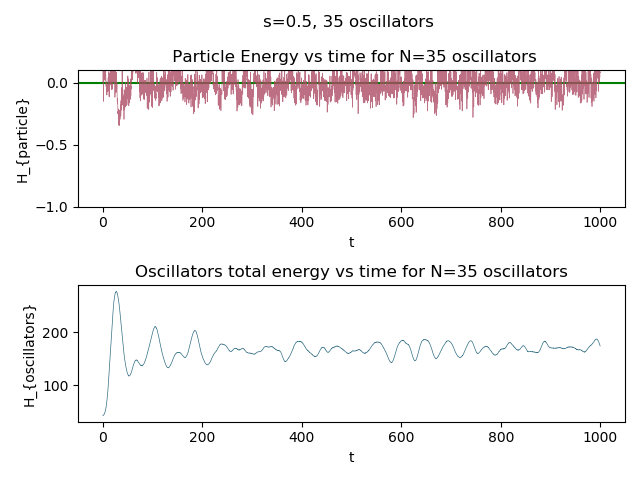 s=0.5, 35 oscillators
Particle Energy vs time for N=35 oscillators
H_{particle}
0.0
−0.5
−1.0
0 200 400 600 800 1000
t
Oscillators total energy vs time for N=35 oscillators
H_{oscillators}
200
100
0 200 400 600 800 1000
t